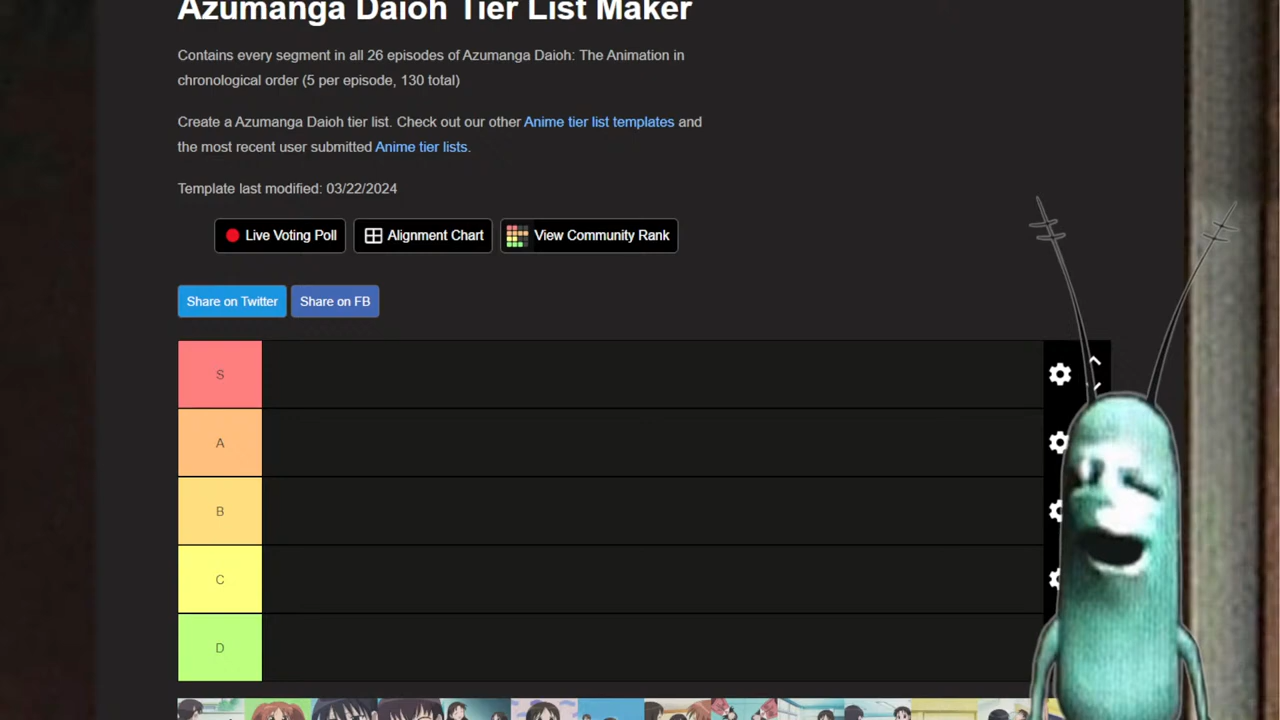 Azumanga Daioh Tier List Maker
Contains every segment in all 26 episodes of Azumanga Daioh: The Animation in
chronological order (5 per episode, 130 total)
Create a Azumanga Daioh tier list. Check out our other Anime tier list templates and
the most recent user submitted Anime tier lists.
Template last modified: 03/22/2024
Live Voting Poll
Alignment Chart
View Community Rank
Share on Twitter
Share on FB
S
A
B
C
D